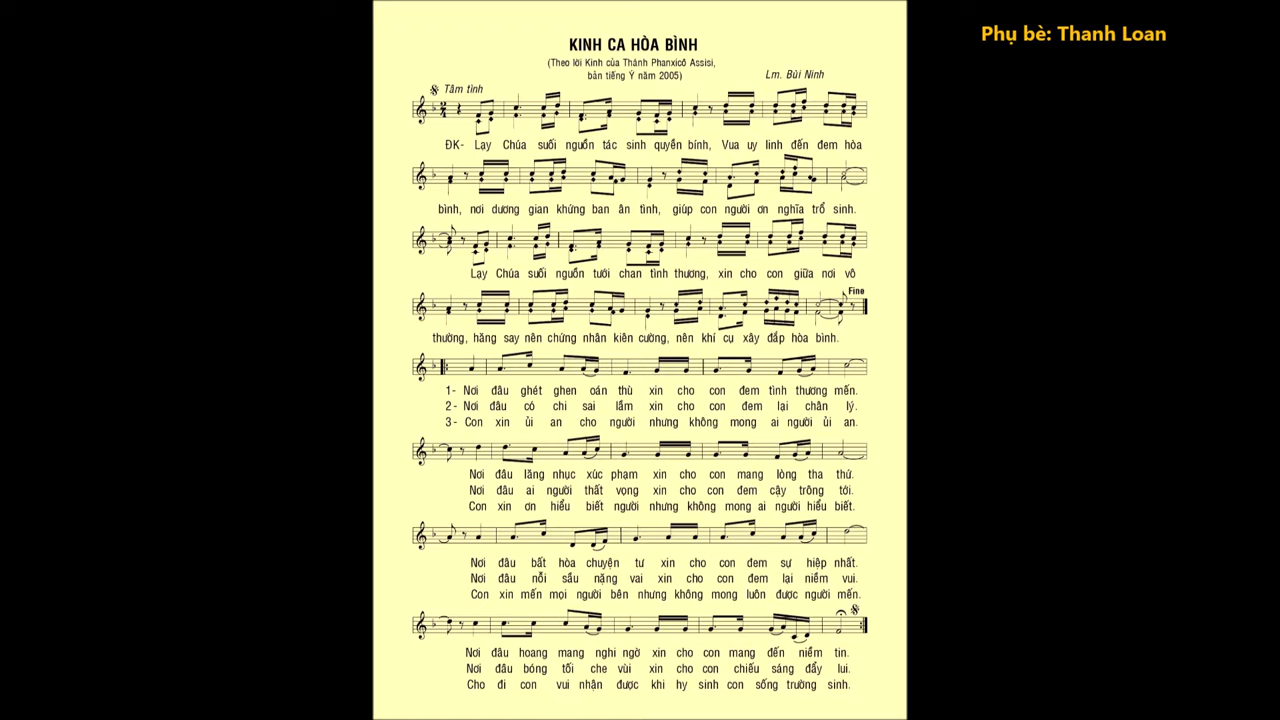 Phụ bè: Thanh Loan
KINH CA HÒA BÌNH
(Theo lời Kinh của Thánh Phanxicô Assisi,
bản tiếng Ý năm 2005)
Lm. Bùi Ninh
Tâm tình
ĐK- Lạy Chúa suối nguồn tác sinh quyền bính, Vua uy linh đến đem hòa
bình, nơi dương gian khứng ban ân tình, giúp con người ơn nghĩa trổ sinh.
Lạy Chúa suối nguồn tưới chan tình thương, xin cho con giữa nơi vô
Fine
thường, hăng say nên chứng nhân kiên cường, nên khí cụ xây đắp hòa bình.
1- Nơi đâu ghét ghen oán thù xin cho con đem tình thương mến.
2- Nơi đâu có chi sai lầm xin cho con đem lại chân lý.
3- Con xin ủi an cho người nhưng không mong ai người ủi an.
Nơi đâu lăng nhục xúc phạm xin cho con mang lòng tha thứ.
Nơi đâu ai người thất vọng xin cho con đem cậy trông tới.
Con xin ơn hiểu biết người nhưng không mong ai người hiểu biết.
Nơi đâu bất hòa chuyện tư xin cho con đem sự hiệp nhất.
Nơi đâu nỗi sầu nặng vai xin cho con đem lại niềm vui.
Con xin mến mọi người bên nhưng không mong luôn được người mến.
Nơi đâu hoang mang nghi ngờ xin cho con mang đến niềm tin.
Nơi đâu bóng tối che vùi xin cho con chiếu sáng đẩy lui.
Cho đi con vui nhận được khi hy sinh con sống trường sinh.